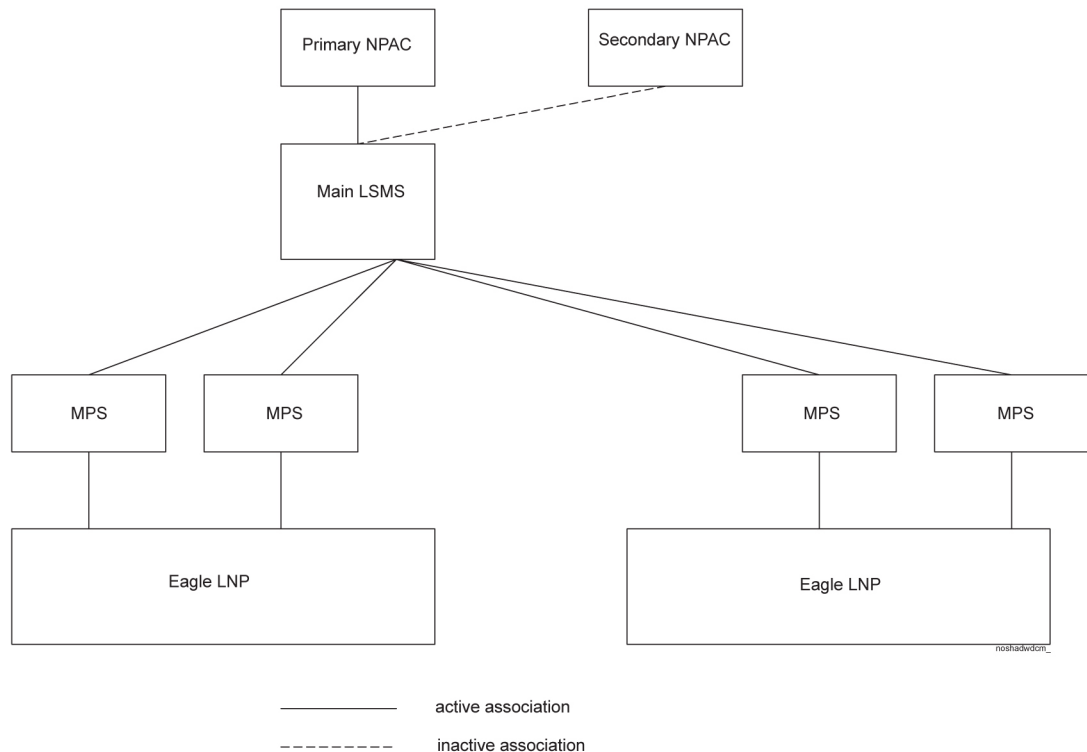 Primary NPAC
Secondary NPAC
Main LSMS
MPS
MPS
MPS
MPS
Eagle LNP
Eagle LNP
noshadwdcm_
active association
inactive association